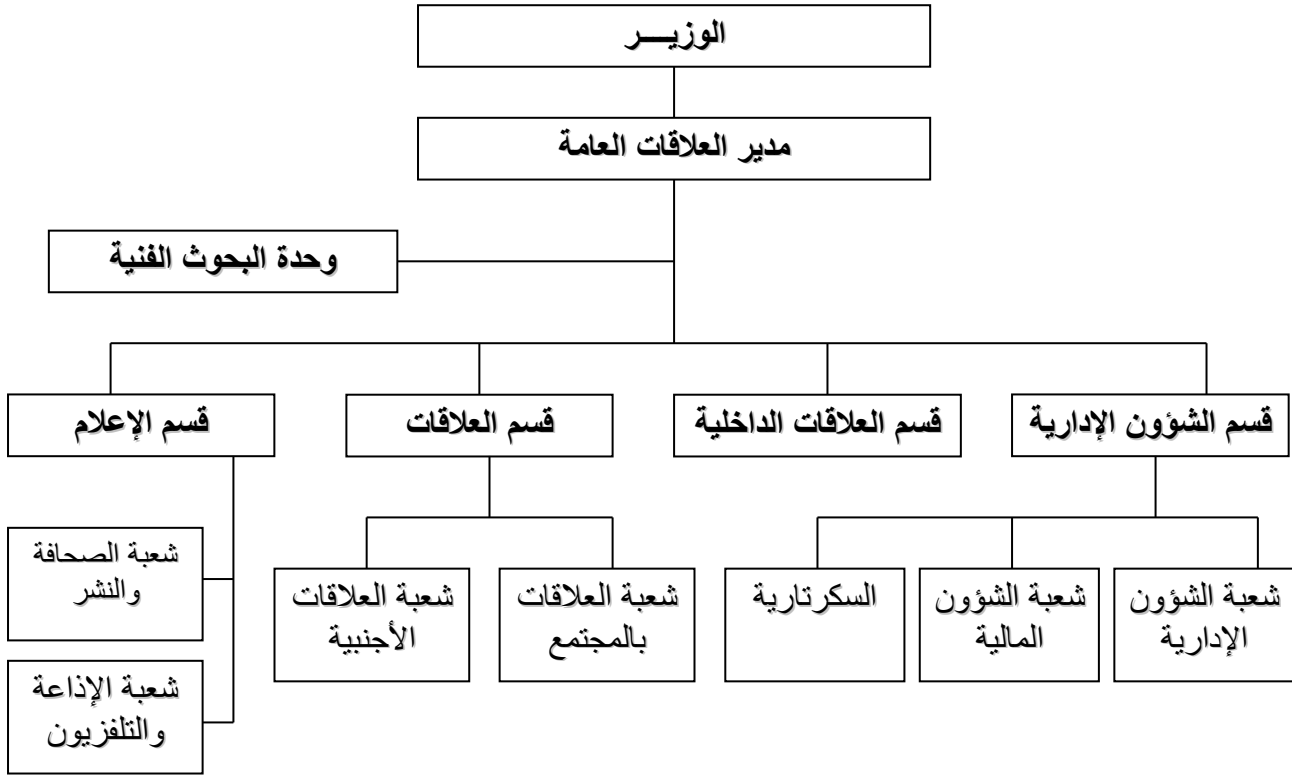 الوزيـــر
مدير العلاقات العامة
وحدة البحوث الفنية
قسم الشؤون الإدارية
قسم العلاقات الداخلية
قسم العلاقات
قسم الإعلام
شعبة الشؤون
الإدارية
شعبة الشؤون
المالية
السكرتارية
شعبة العلاقات
بالمجتمع
شعبة العلاقات
الأجنبية
شعبة الصحافة
والنشر
شعبة الإذاعة
والتلفزيون